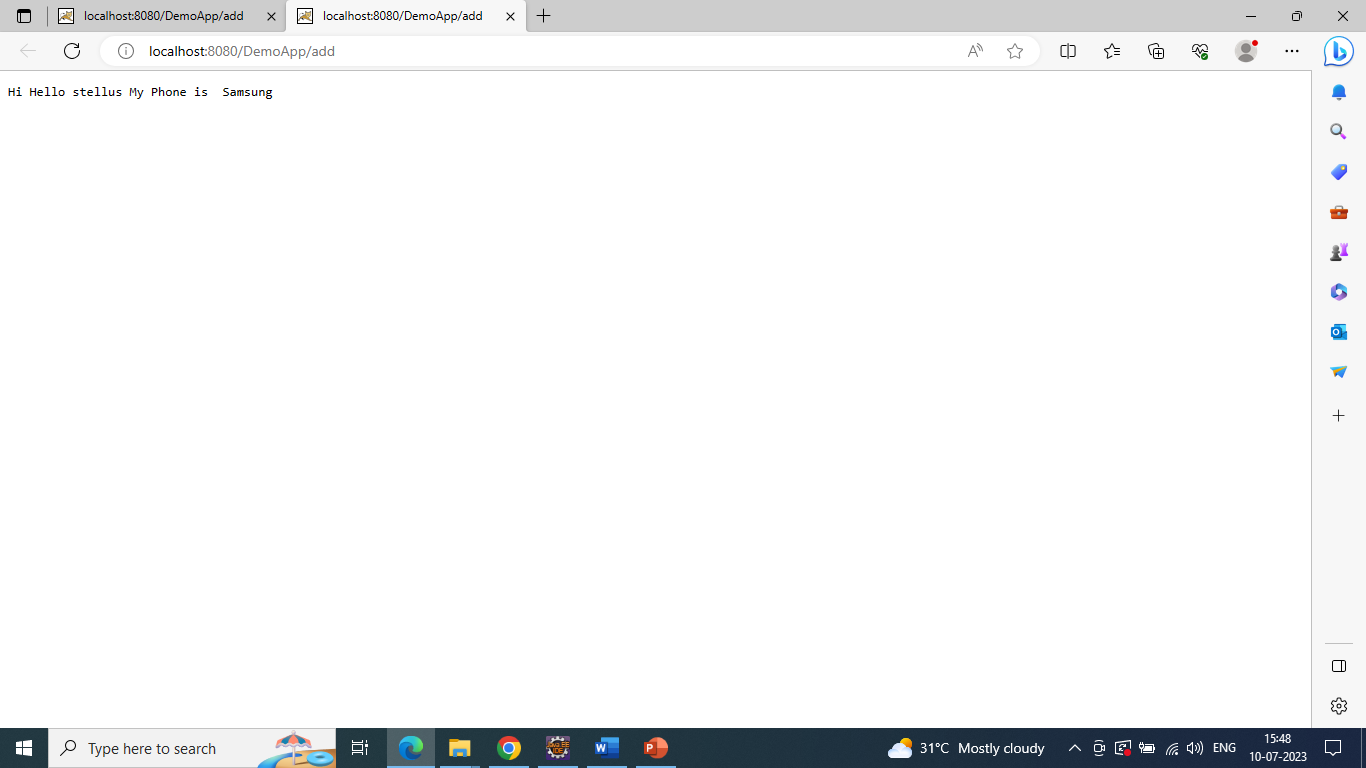 localhost:8080/DemoApp/add
localhost:8080/DemoApp/add
localhost:8080/DemoApp/add
Hi Hello stellus My Phone is  Samsung
Type here to search
31°C Mostly cloudy
ENG
15:48
10-07-2023